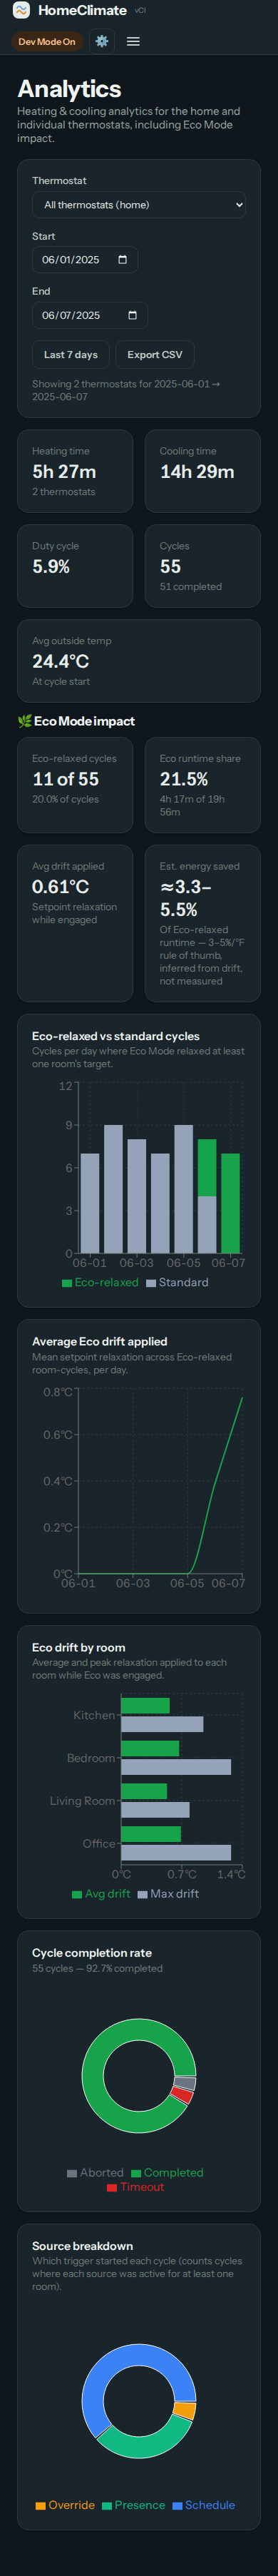 HomeClimate vCI
Dev Mode On
Analytics
Heating & cooling analytics for the home and
individual thermostats, including Eco Mode
impact.
Thermostat
All thermostats (home)
Start
06/01/2025
End
06/07/2025
Last 7 days Export CSV
Showing 2 thermostats for 2025-06-01 →
2025-06-07
Heating time
5h 27m
2 thermostats
Cooling time
14h 29m
Duty cycle
5.9%
Cycles
55
51 completed
Avg outside temp
24.4°C
At cycle start
🌿 Eco Mode impact
Eco-relaxed cycles
11 of 55
20.0% of cycles
Eco runtime share
21.5%
4h 17m of 19h
56m
Avg drift applied
0.61°C
Setpoint relaxation
while engaged
Est. energy saved
≈3.3–
5.5%
Of Eco-relaxed
runtime — 3–5%/°F
rule of thumb,
inferred from drift,
not measured
Eco-relaxed vs standard cycles
Cycles per day where Eco Mode relaxed at least
one room's target.
12
9
6
3
0
06-01 06-03 06-05 06-07
Eco-relaxed Standard
Average Eco drift applied
Mean setpoint relaxation across Eco-relaxed
room-cycles, per day.
0.8°C
0.6°C
0.4°C
0.2°C
0°C
06-01 06-03 06-05 06-07
Eco drift by room
Average and peak relaxation applied to each
room while Eco was engaged.
Kitchen
Bedroom
Living Room
Office
0°C 0.7°C 1.4°C
Avg drift Max drift
Cycle completion rate
55 cycles — 92.7% completed
Aborted Completed
Timeout
Source breakdown
Which trigger started each cycle (counts cycles
where each source was active for at least one
room).
Override Presence Schedule